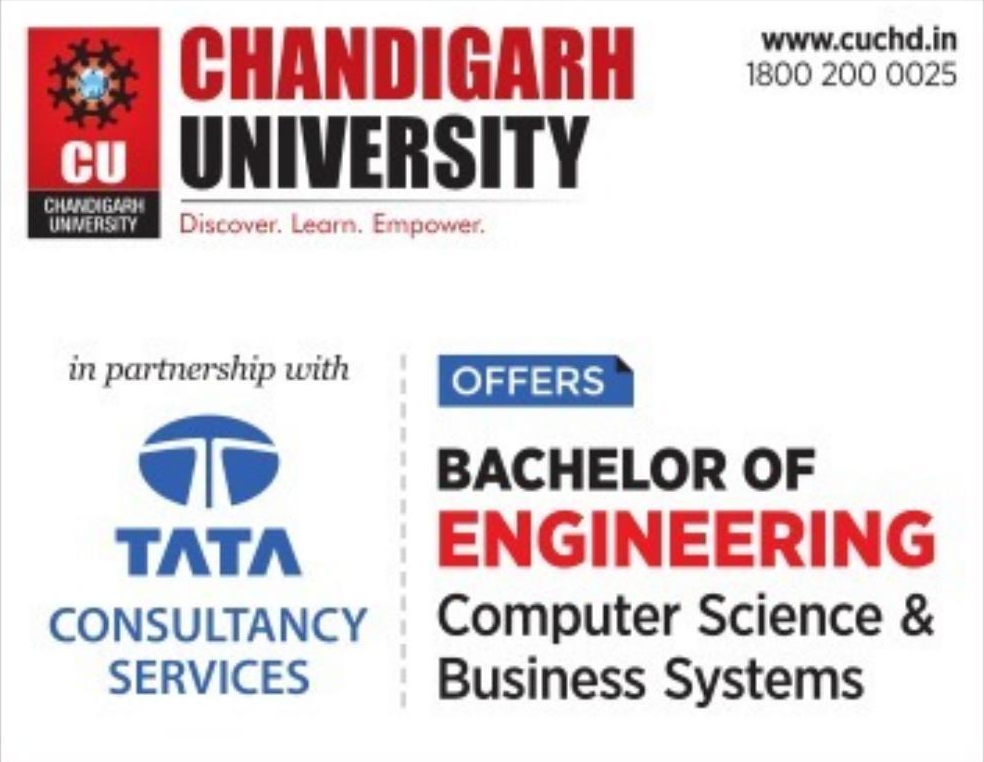 CHANDIGARH
UNIVERSITY
Discover. Learn. Empower.
CU
CHANDIGARH
UNIVERSITY
www.cuchd.in
1800 200 0025
in partnership with
TATA
CONSULTANCY
SERVICES
OFFERS
BACHELOR OF
ENGINEERING
Computer Science &
Business Systems